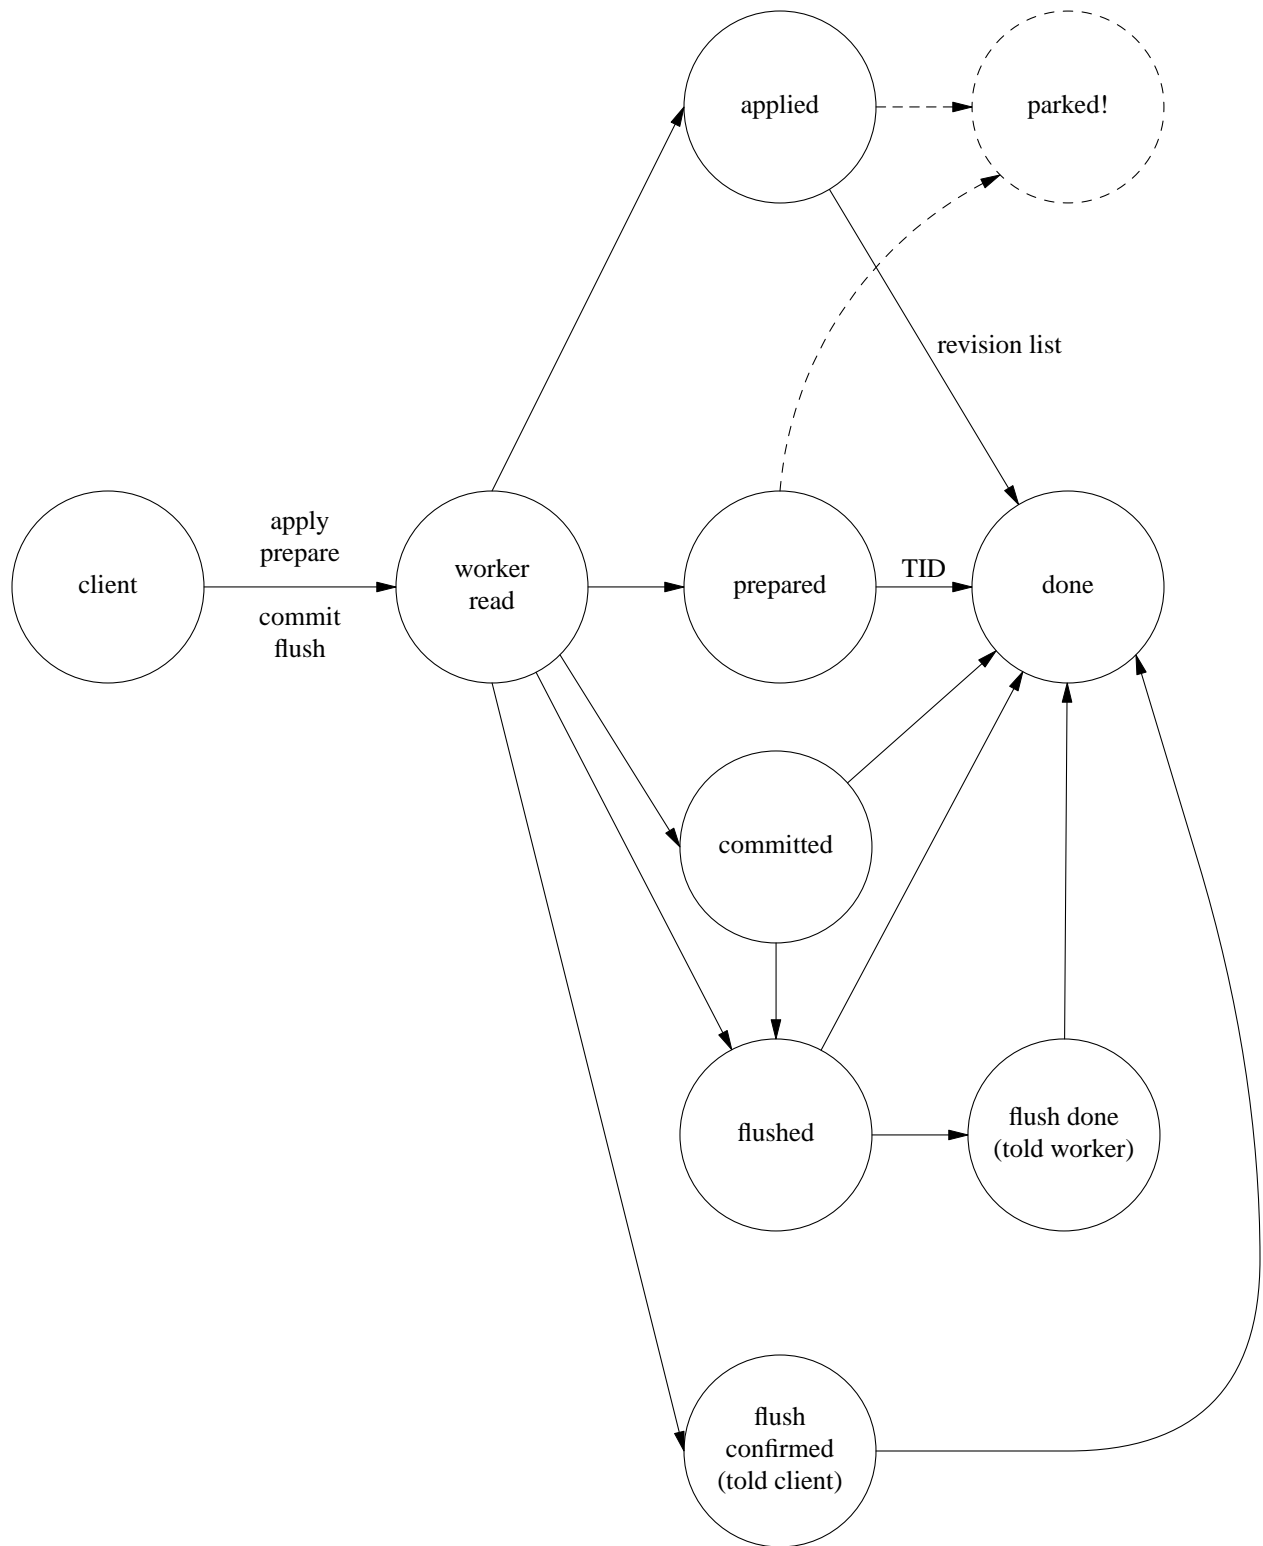 applied
parked!
revision list
client
apply
prepare
commit
flush
worker
read
prepared
TID
done
committed
flushed
flush done
(told worker)
flush
confirmed
(told client)